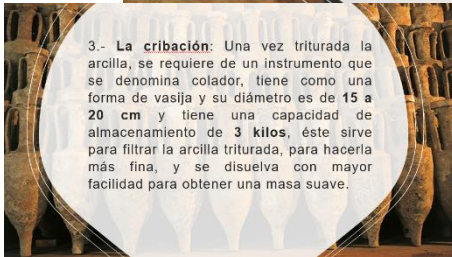 3.- La cribación: Una vez triturada la
arcilla, se requiere de un instrumento que
se denomina colador, tiene como una
forma de vasija y su diámetro es de 15 a
20 cm y tiene una capacidad de
almacenamiento de 3 kilos, éste sirve
para filtrar la arcilla triturada, para hacerla
más fina, y se disuelva con mayor
facilidad para obtener una masa suave.